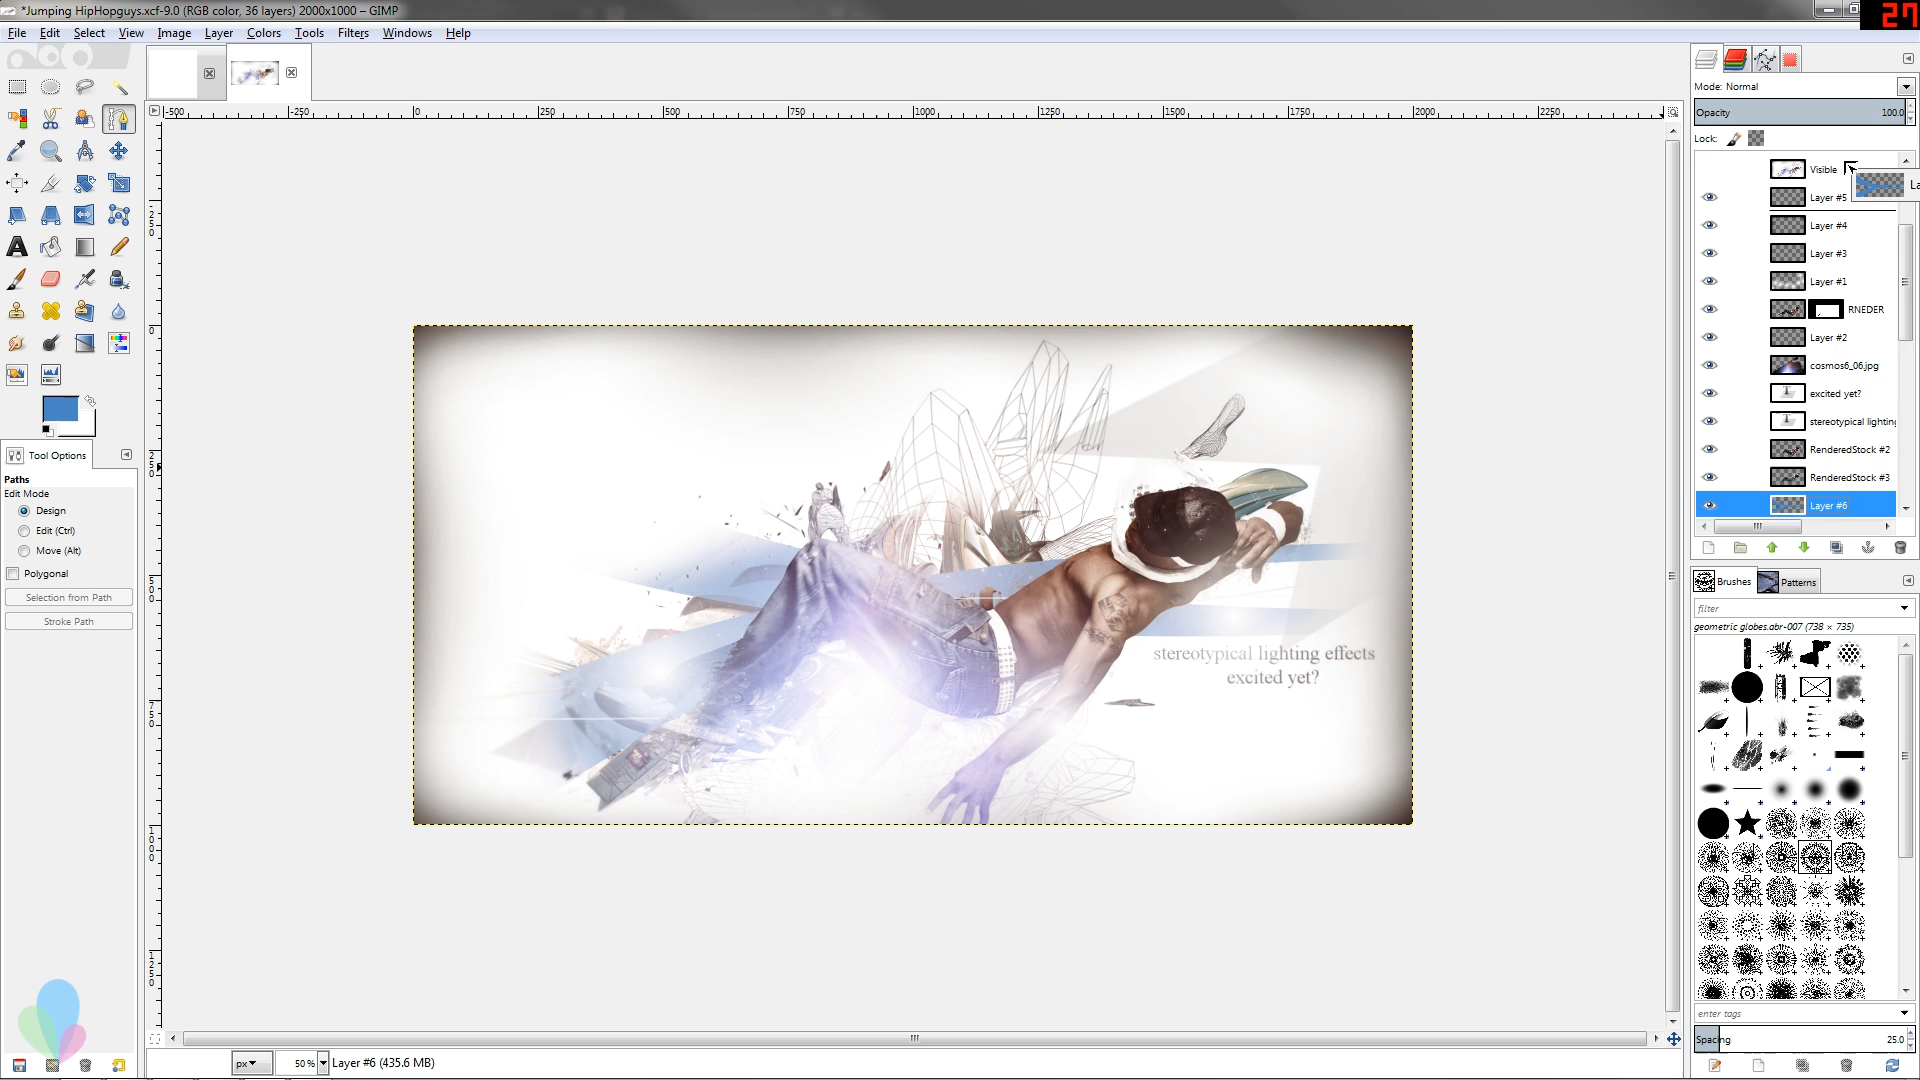 *Jumping HipHopguys.xcf-9.0 (RGB color, 36 layers) 2000x1000 – GIMP
27
File Edit Select View Image Layer Colors Tools Filters Windows Help
Mode: Normal
Opacity 100.0
Lock:
-500 -250 0 250 500 750 1000 1250 1500 1750 2000 2250
Visible
Layer #5
Layer #4
Layer #3
Layer #1
RNEDER
Layer #2
cosmos6_06.jpg
excited yet?
stereotypical lighting
RenderedStock #2
RenderedStock #3
Layer #6
Tool Options
Paths
Edit Mode
Design
Edit (Ctrl)
Move (Alt)
Polygonal
Selection from Path
Stroke Path
stereotypical lighting effects
excited yet?
Brushes
Patterns
filter
geometric globes.abr-007 (738 × 735)
enter tags
Spacing 25.0
px 50 % Layer #6 (435.6 MB)